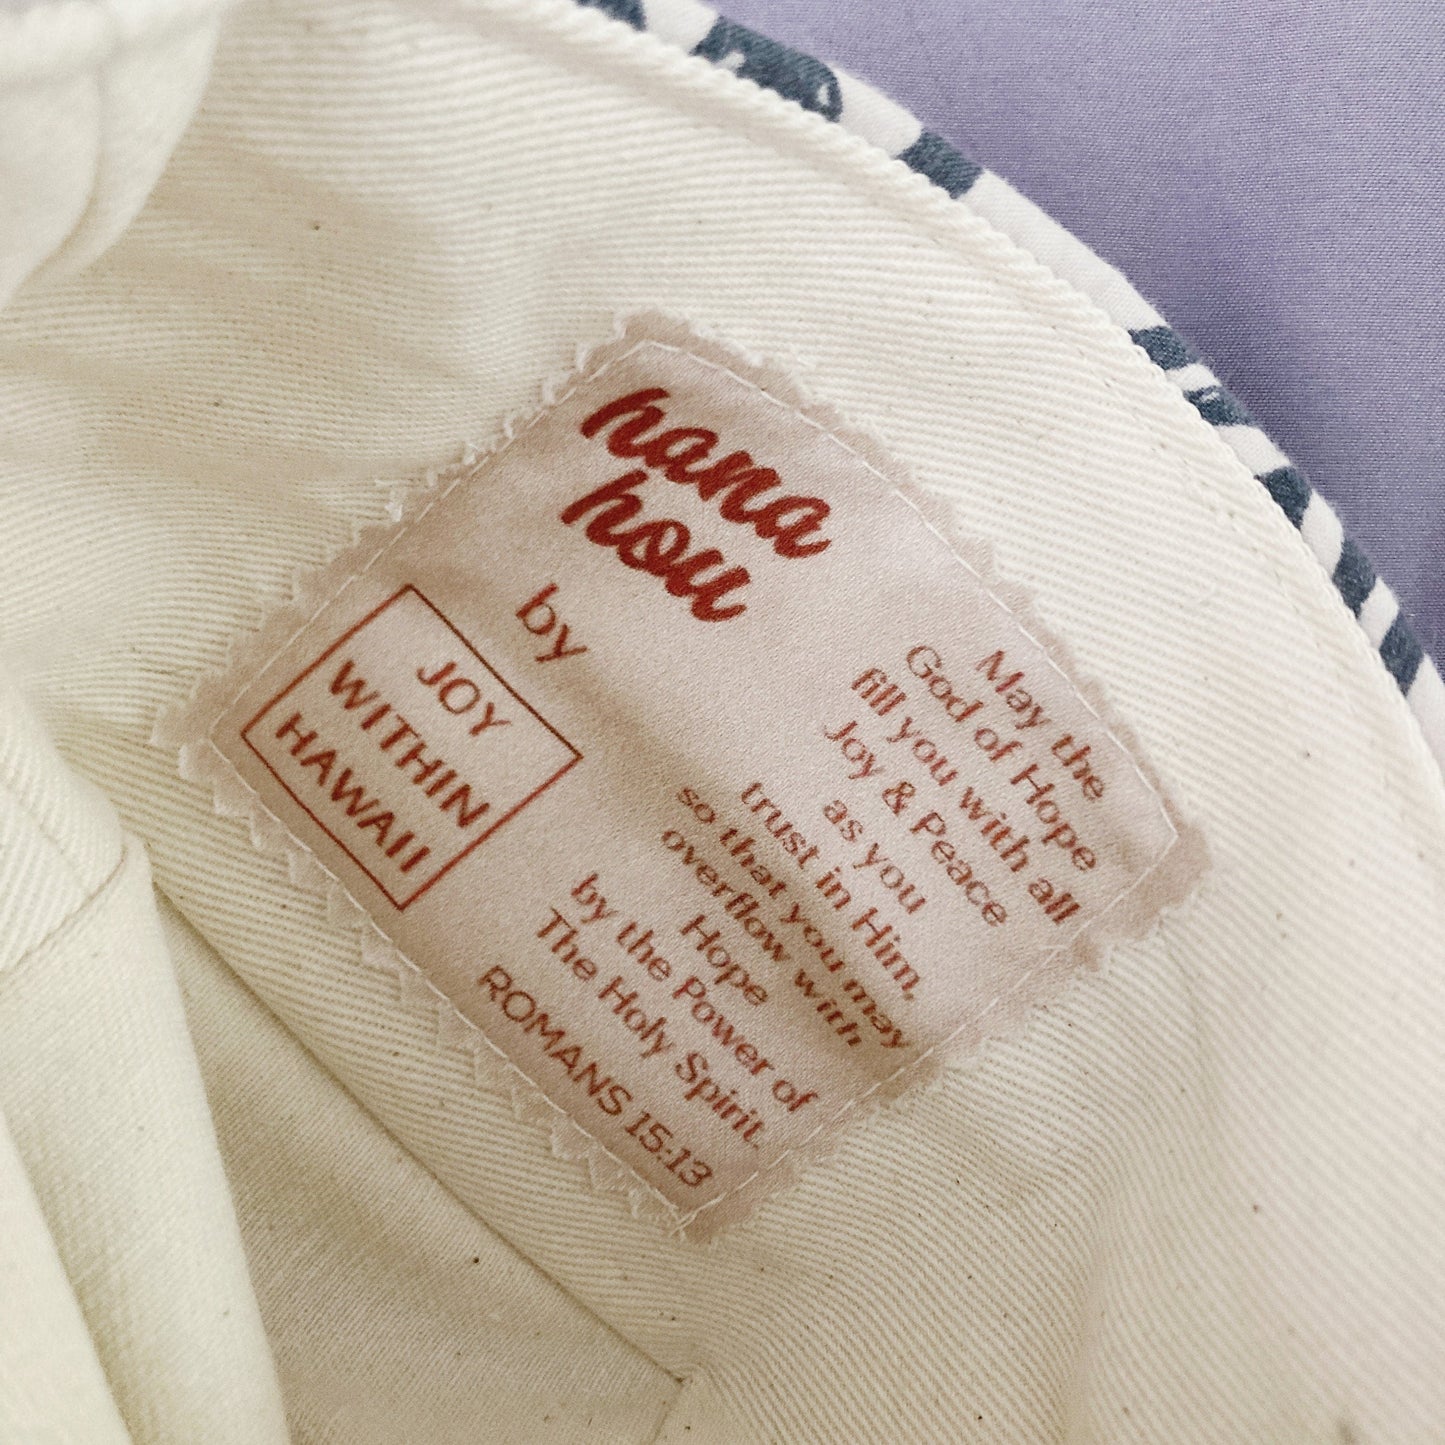 hana
hou
by
JOY
WITHIN
HAWAII
May the
God of Hope
fill you with all
Joy & Peace
as you
trust in Him,
so that you may
overflow with
Hope
by the Power of
The Holy Spirit.
ROMANS 15:13